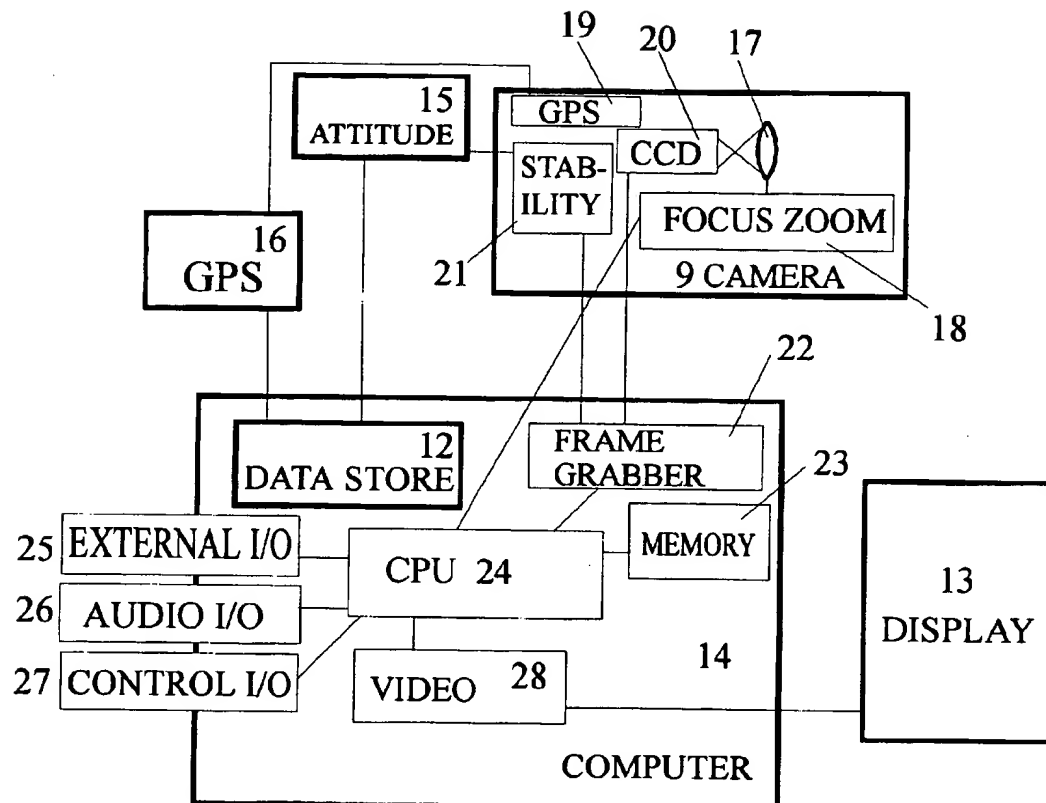 19
20
17
15
ATTITUDE
GPS
CCD
STAB-
ILITY
FOCUS ZOOM
16
GPS
21
9 CAMERA
18
22
12
DATA STORE
FRAME
GRABBER
23
25
EXTERNAL I/O
CPU 24
MEMORY
13
DISPLAY
26
AUDIO I/O
27
CONTROL I/O
VIDEO
28
14
COMPUTER